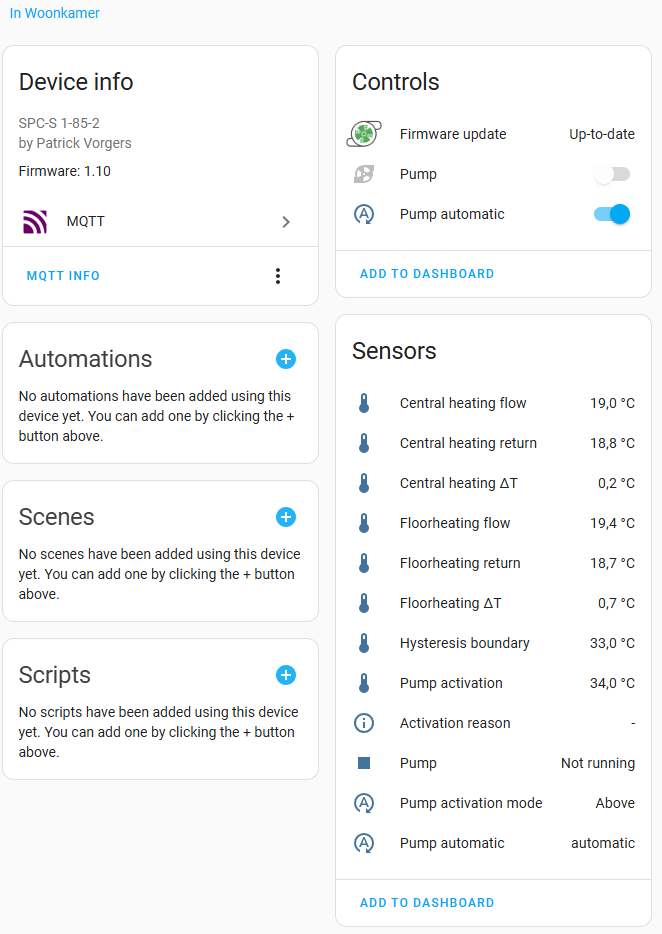 In Woonkamer
Device info
SPC-S 1-85-2
by Patrick Vorgers
Firmware: 1.10
MQTT
MQTT INFO
Automations
No automations have been added using this
device yet. You can add one by clicking the +
button above.
Scenes
No scenes have been added using this device
yet. You can add one by clicking the + button
above.
Scripts
No scripts have been added using this device
yet. You can add one by clicking the + button
above.
Controls
Firmware update Up-to-date
Pump
Pump automatic
ADD TO DASHBOARD
Sensors
Central heating flow 19,0 °C
Central heating return 18,8 °C
Central heating ΔT 0,2 °C
Floorheating flow 19,4 °C
Floorheating return 18,7 °C
Floorheating ΔT 0,7 °C
Hysteresis boundary 33,0 °C
Pump activation 34,0 °C
Activation reason -
Pump Not running
Pump activation mode Above
Pump automatic automatic
ADD TO DASHBOARD